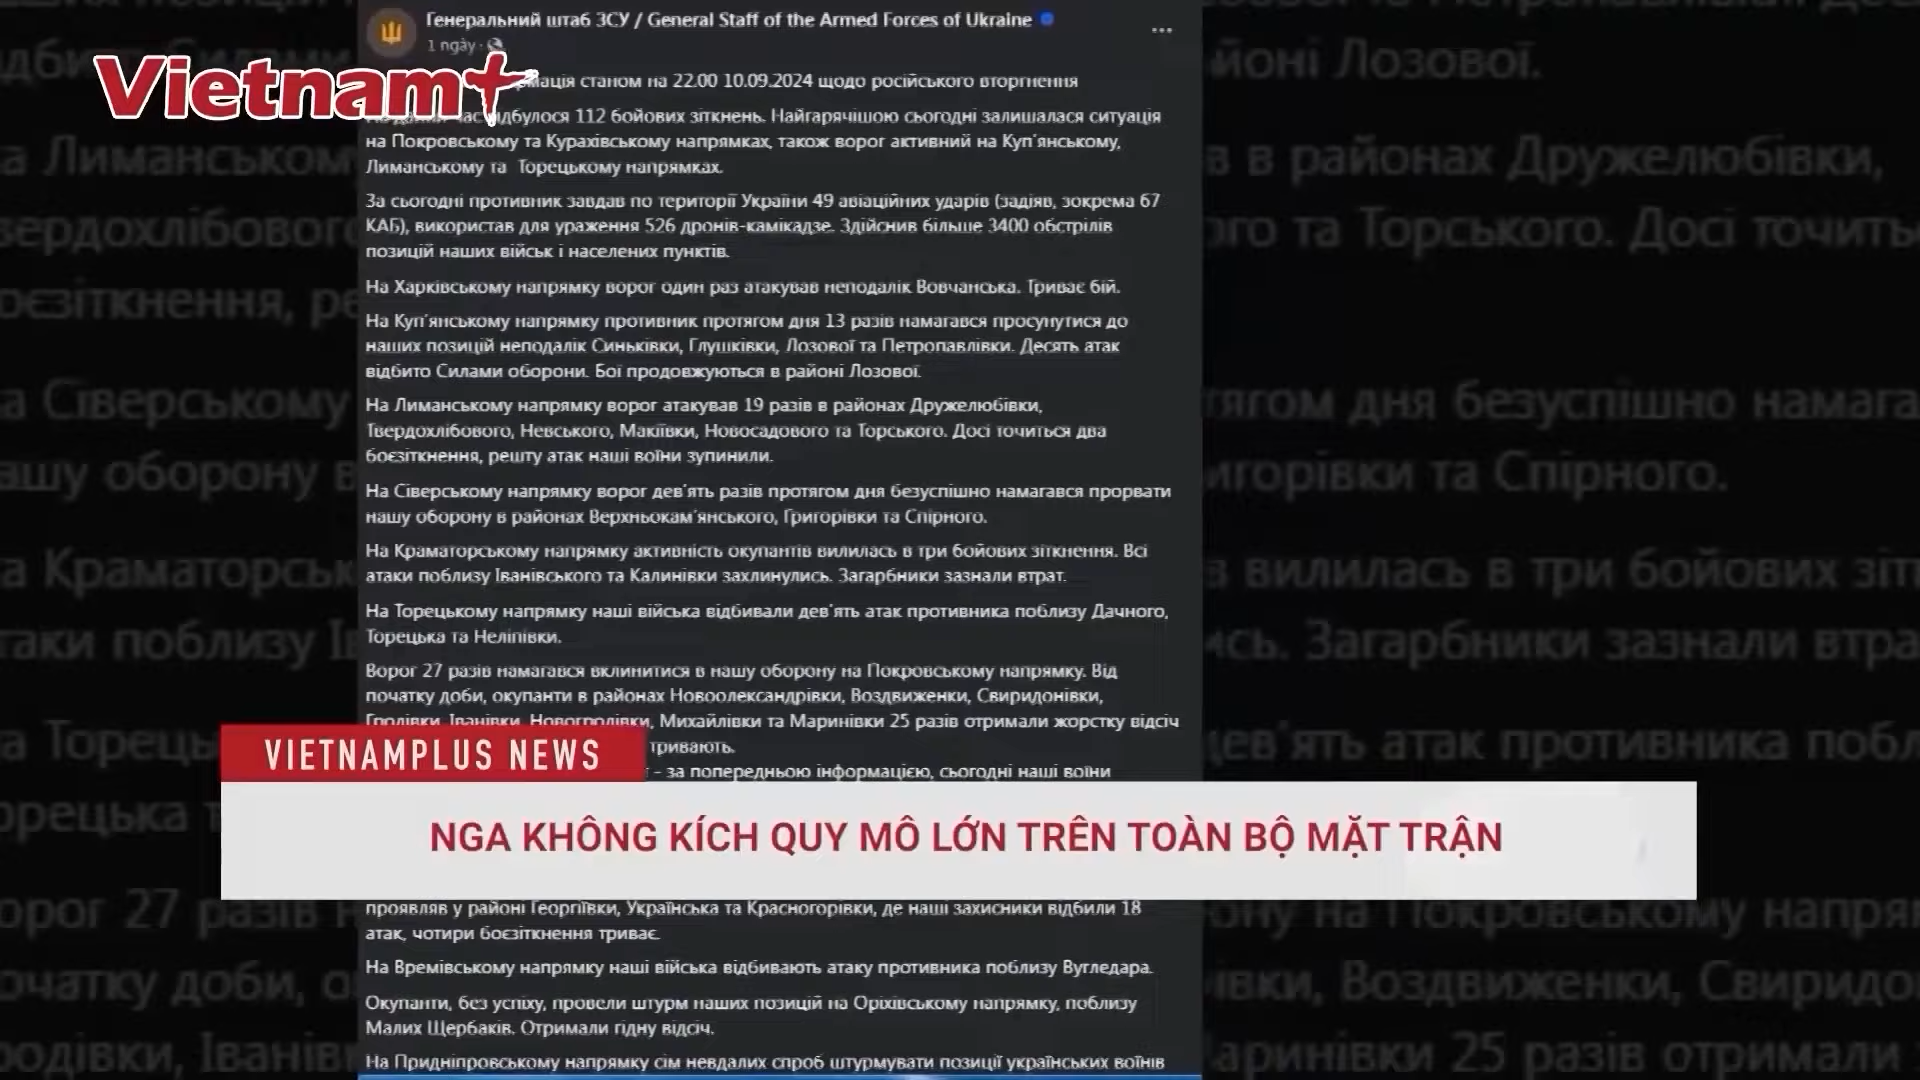 Генеральний штаб ЗСУ / General Staff of the Armed Forces of Ukraine
1 ngày
Vietnam+
станом на 22.00 10.09.2024 щодо російського вторгнення
час відбулося 112 бойових зіткнень. Найгарячішою сьогодні залишалася ситуація
на Покровському та Курахівському напрямках, також ворог активний на Куп'янському,
Лиманському та Торецькому напрямках.
За сьогодні противник завдав по території України 49 авіаційних ударів (задіяв, зокрема 67
КАБ), використав для ураження 526 дронів-камікадзе. Здійснив більше 3400 обстрілів
позицій наших військ і населених пунктів.
На Харківському напрямку ворог один раз атакував неподалік Вовчанська. Триває бій.
На Куп'янському напрямку противник протягом дня 13 разів намагався просунутися до
наших позицій неподалік Синьківки, Глушківки, Лозової та Петропавлівки. Десять атак
відбито Силами оборони. Бої продовжуються в районі Лозової.
На Лиманському напрямку ворог атакував 19 разів в районах Дружелюбівки,
Твердохлібового, Невського, Макіївки, Новосадового та Торського. Досі точиться два
боєзіткнення, решту атак наші воїни зупинили.
На Сіверському напрямку ворог дев'ять разів протягом дня безуспішно намагався прорвати
нашу оборону в районах Верхньокам'янського, Григорівки та Спірного.
На Краматорському напрямку активність окупантів вилилась в три бойових зіткнення. Всі
атаки поблизу Іванівського та Калинівки захлинулись. Загарбники зазнали втрат.
На Торецькому напрямку наші війська відбивали дев'ять атак противника поблизу Дачного,
Торецька та Неліпівки.
Ворог 27 разів намагався вклинитися в нашу оборону на Покровському напрямку. Від
початку доби, окупанти в районах Новоолександрівки, Воздвиженки, Свиридонівки,
Гродівки, Іванівки, Новогродівки, Михайлівки та Маринівки 25 разів отримали жорстку відсіч
тривають.
- за попередньою інформацією, сьогодні наші воїни
VIETNAMPLUS NEWS
NGA KHÔNG KÍCH QUY MÔ LỚN TRÊN TOÀN BỘ MẶT TRẬN
проявляв у районі Георгіївки, Українська та Красногорівки, де наші захисники відбили 18
атак, чотири боєзіткнення триває.
На Времівському напрямку наші війська відбивають атаку противника поблизу Вугледара.
Окупанти, без успіху, провели штурм наших позицій на Оріхівському напрямку, поблизу
Малих Щербаків. Отримали гідну відсіч.
На Придніпровському напрямку сім невдалих спроб штурмувати позиції українських воїнів